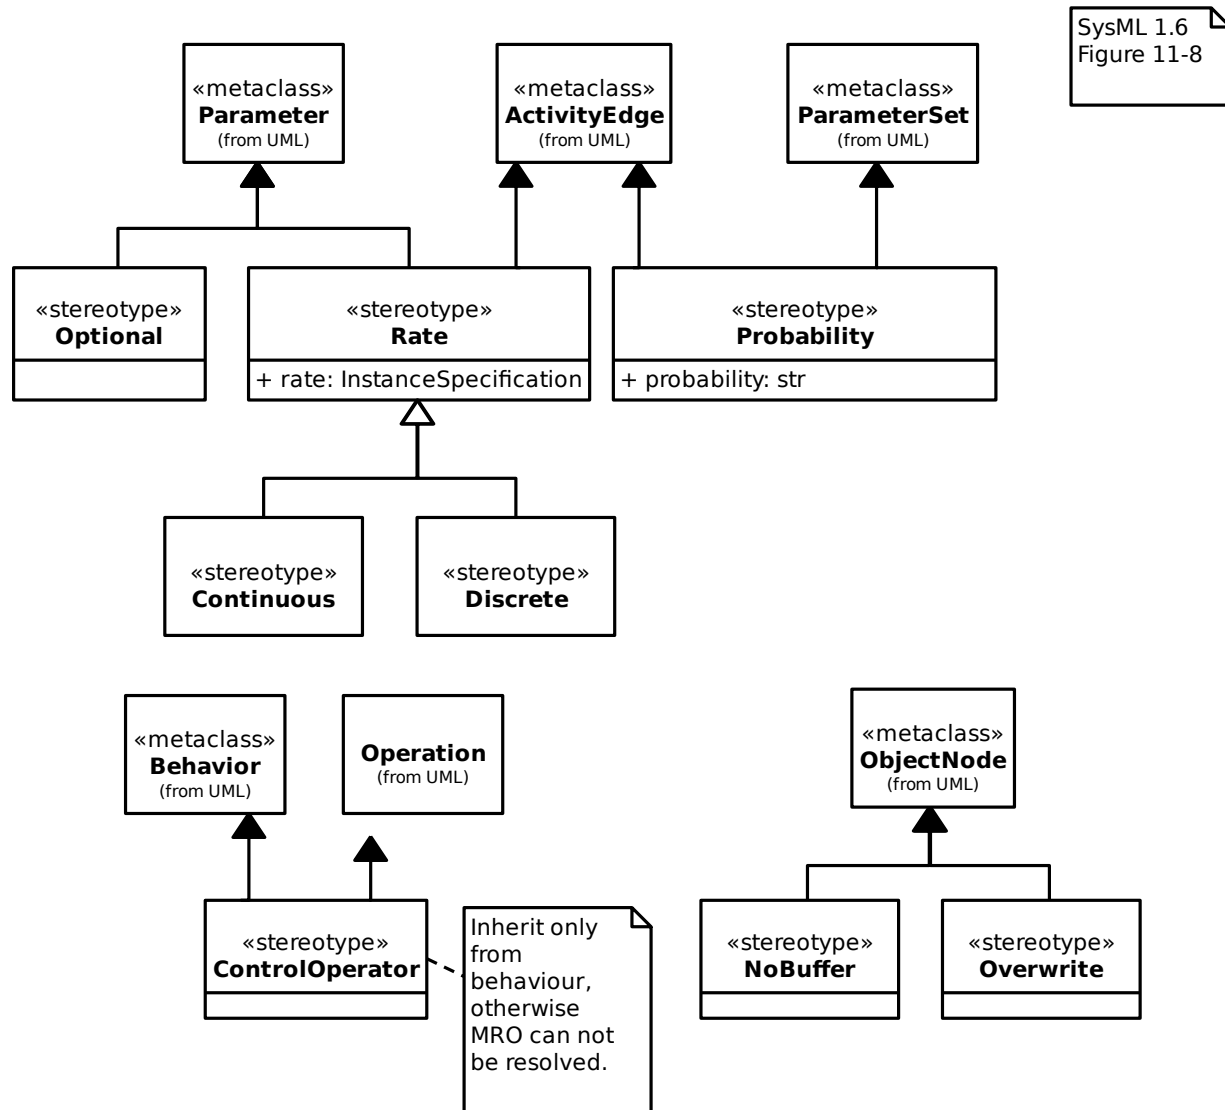 SysML 1.6
Figure 11-8
«metaclass»
Parameter
(from UML)
«metaclass»
ActivityEdge
(from UML)
«metaclass»
ParameterSet
(from UML)
«stereotype»
Optional
«stereotype»
Rate
+ rate: InstanceSpecification
«stereotype»
Probability
+ probability: str
«stereotype»
Continuous
«stereotype»
Discrete
«metaclass»
Behavior
(from UML)
Operation
(from UML)
«metaclass»
ObjectNode
(from UML)
«stereotype»
ControlOperator
Inherit only
from
behaviour,
otherwise
MRO can not
be resolved.
«stereotype»
NoBuffer
«stereotype»
Overwrite